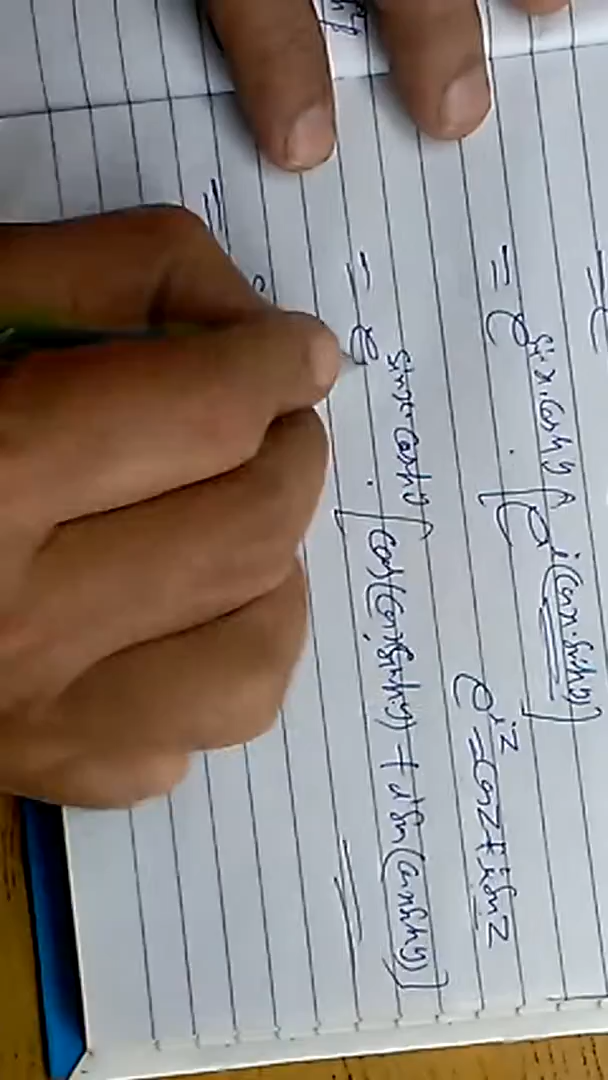 = e
= e^sin x.cosh y . [e^i(cos x.sinh y)]
e^iz = cos z + i sin z
= e^sin x.cosh y . [cos(cos x sinh y) + i sin(cos x sinh y)]
=